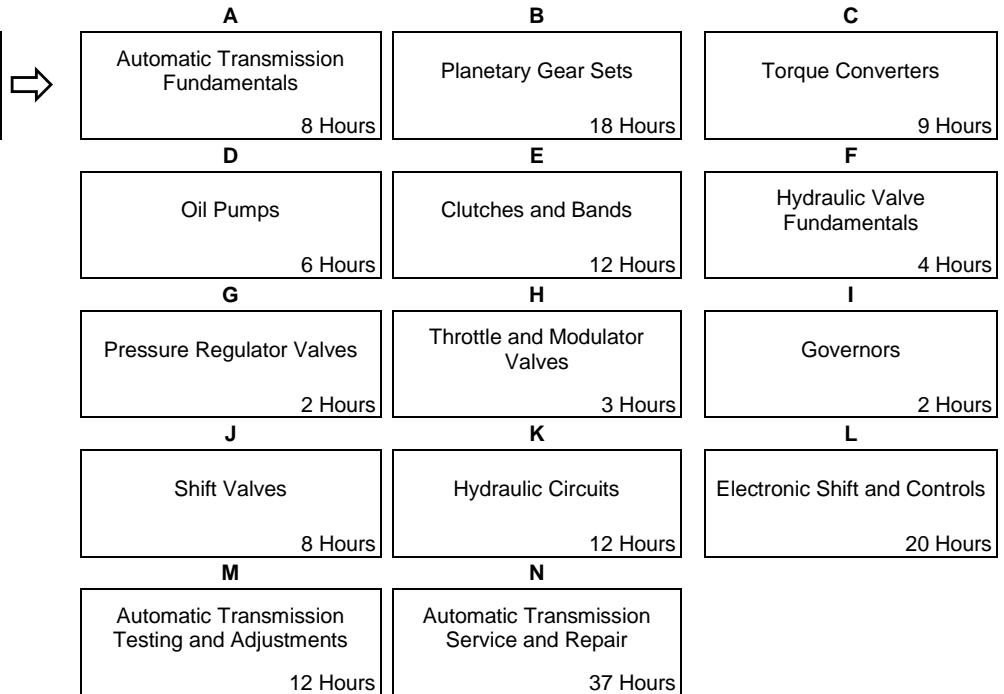 A
Automatic Transmission
Fundamentals
8 Hours
B
Planetary Gear Sets
18 Hours
C
Torque Converters
9 Hours
D
Oil Pumps
6 Hours
E
Clutches and Bands
12 Hours
F
Hydraulic Valve
Fundamentals
4 Hours
G
Pressure Regulator Valves
2 Hours
H
Throttle and Modulator
Valves
3 Hours
I
Governors
2 Hours
J
Shift Valves
8 Hours
K
Hydraulic Circuits
12 Hours
L
Electronic Shift and Controls
20 Hours
M
Automatic Transmission
Testing and Adjustments
12 Hours
N
Automatic Transmission
Service and Repair
37 Hours